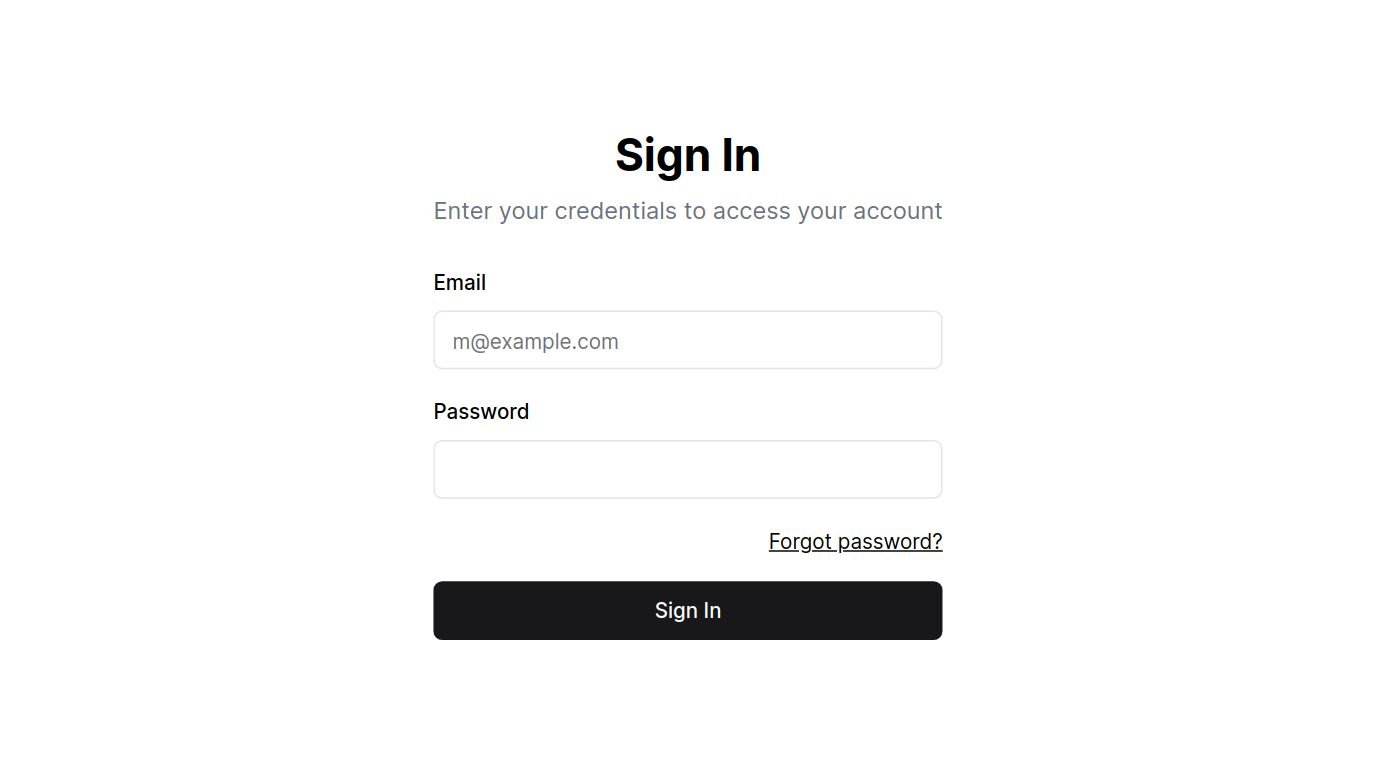 Sign In
Enter your credentials to access your account
Email
m@example.com
Password
Forgot password?
Sign In